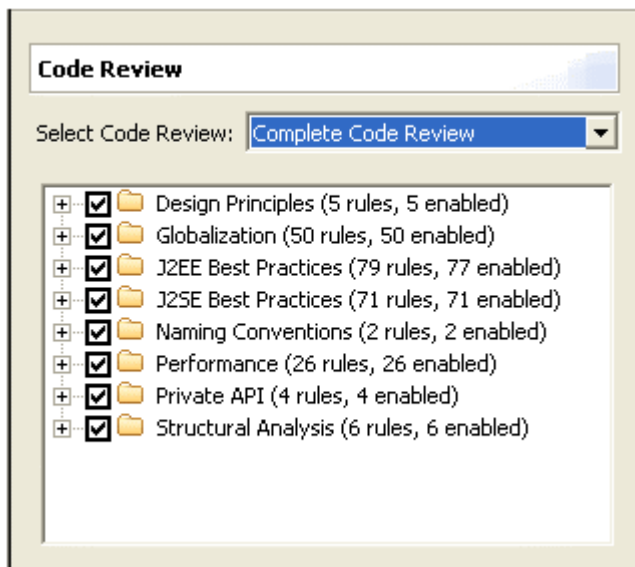 Code Review
Select Code Review: Complete Code Review
Design Principles (5 rules, 5 enabled)
Globalization (50 rules, 50 enabled)
J2EE Best Practices (79 rules, 77 enabled)
J2SE Best Practices (71 rules, 71 enabled)
Naming Conventions (2 rules, 2 enabled)
Performance (26 rules, 26 enabled)
Private API (4 rules, 4 enabled)
Structural Analysis (6 rules, 6 enabled)